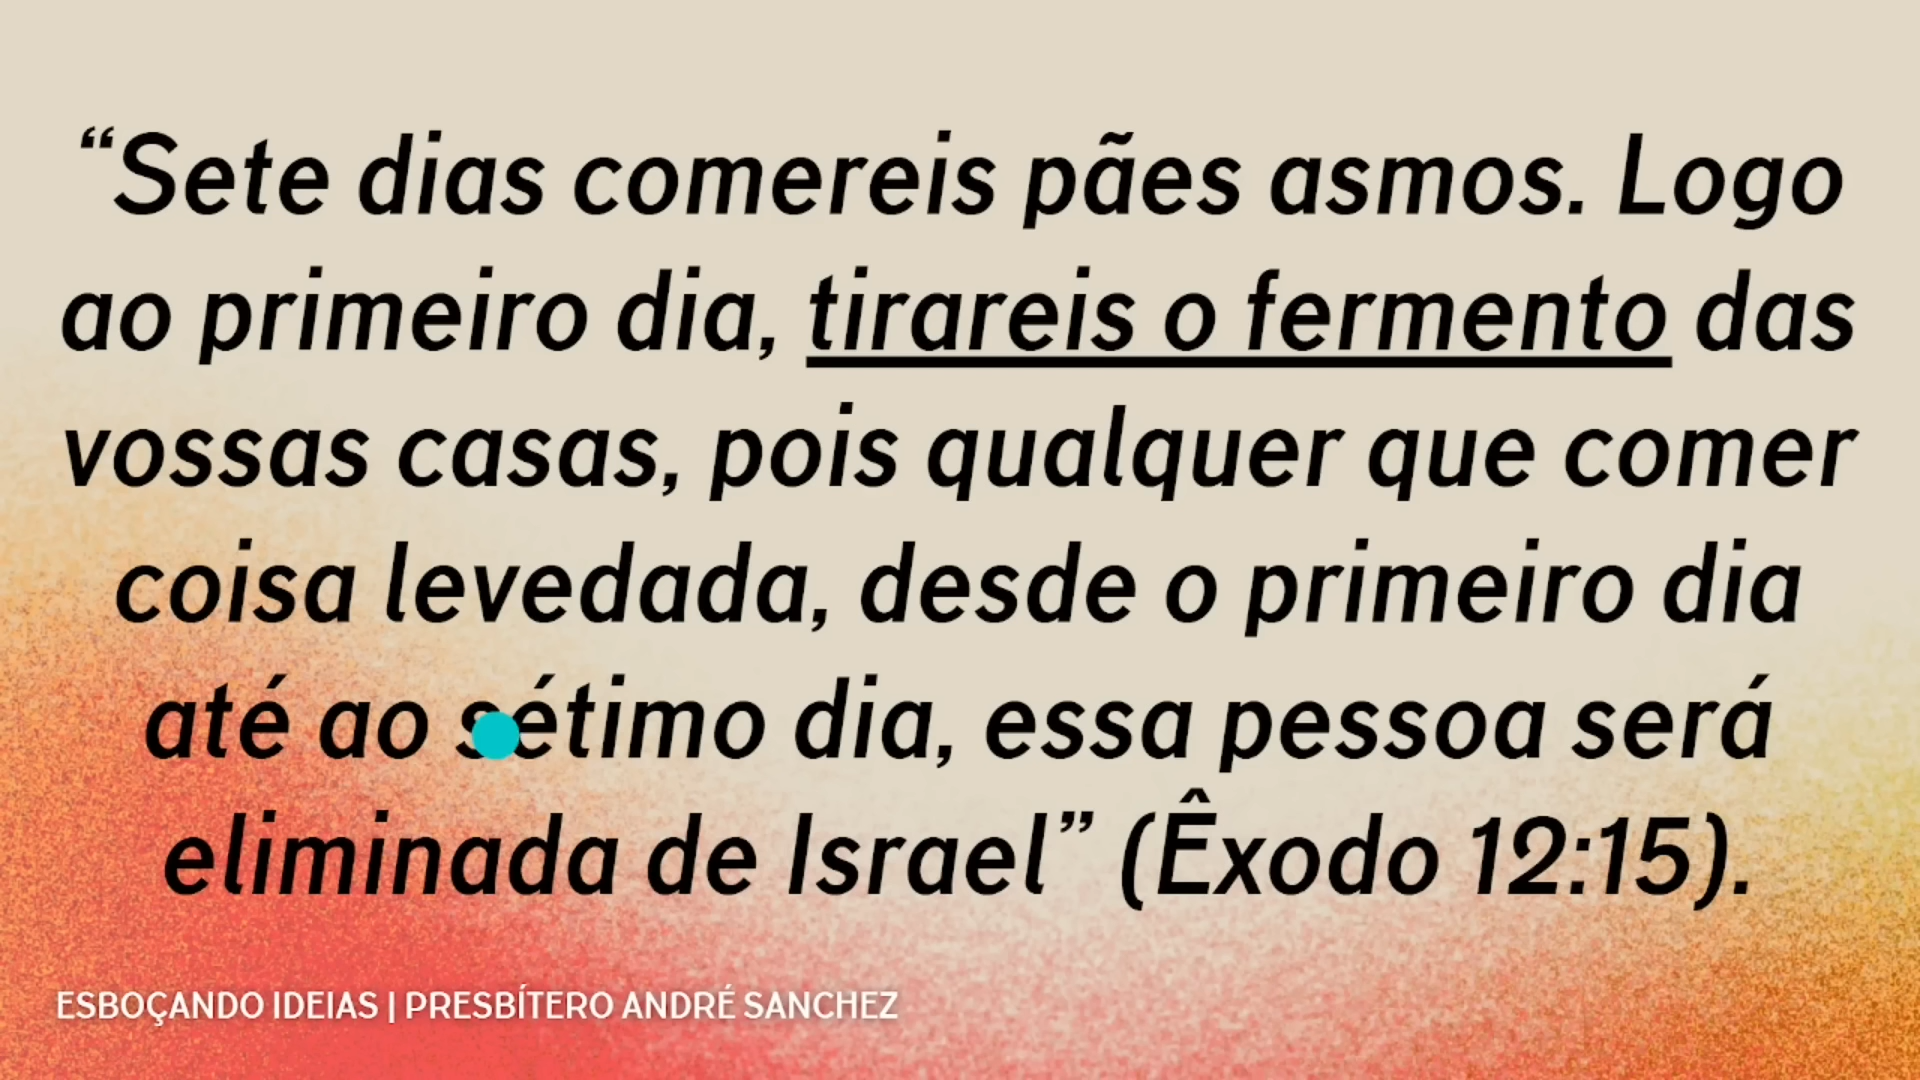 “Sete dias comereis pães asmos. Logo
ao primeiro dia, tirareis o fermento das
vossas casas, pois qualquer que comer
coisa levedada, desde o primeiro dia
até ao sétimo dia, essa pessoa será
eliminada de Israel” (Êxodo 12:15).
ESBOÇANDO IDEIAS | PRESBÍTERO ANDRÉ SANCHEZ